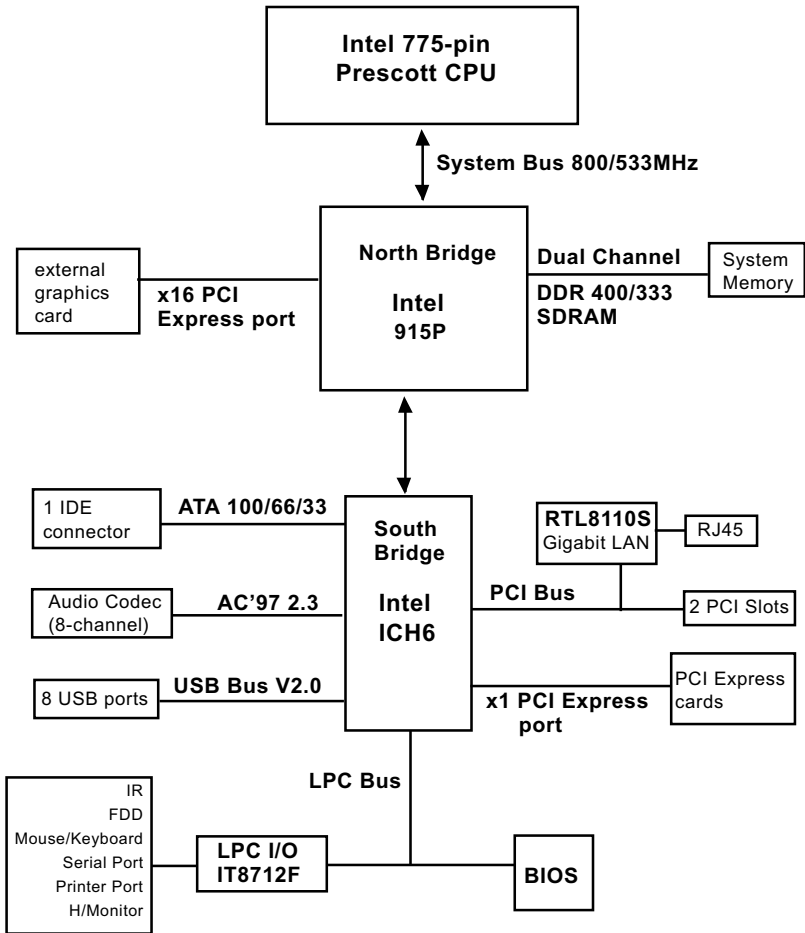 Intel 775-pin
Prescott CPU
System Bus 800/533MHz
external
graphics
card
x16 PCI
Express port
North Bridge
Intel
915P
Dual Channel
DDR 400/333
SDRAM
System
Memory
1 IDE
connector
ATA 100/66/33
Audio Codec
(8-channel)
AC’97 2.3
8 USB ports
USB Bus V2.0
South
Bridge
Intel
ICH6
RTL8110S
Gigabit LAN
RJ45
PCI Bus
2 PCI Slots
x1 PCI Express
port
PCI Express
cards
LPC Bus
IR
FDD
Mouse/Keyboard
Serial Port
Printer Port
H/Monitor
LPC I/O
IT8712F
BIOS